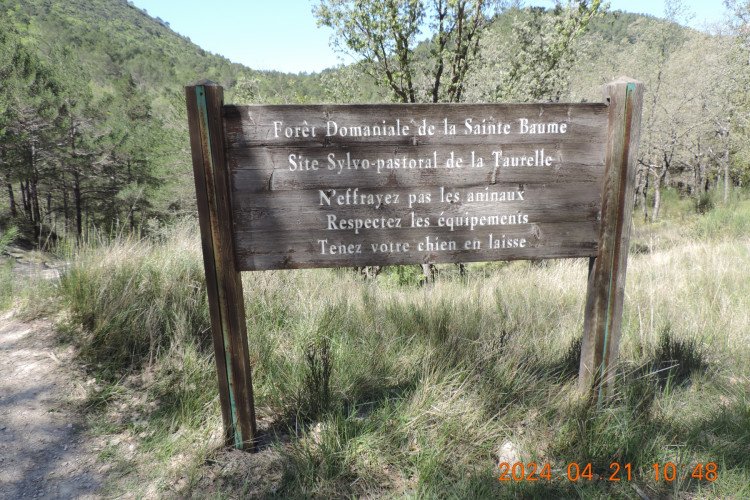 Forêt Domaniale de la Sainte Baume
Site Sylvo-pastoral de la Taurelle
N'effrayez pas les aninaux
Respectez les équipements
Tenez votre chien en laisse
2024 04 21 10 48